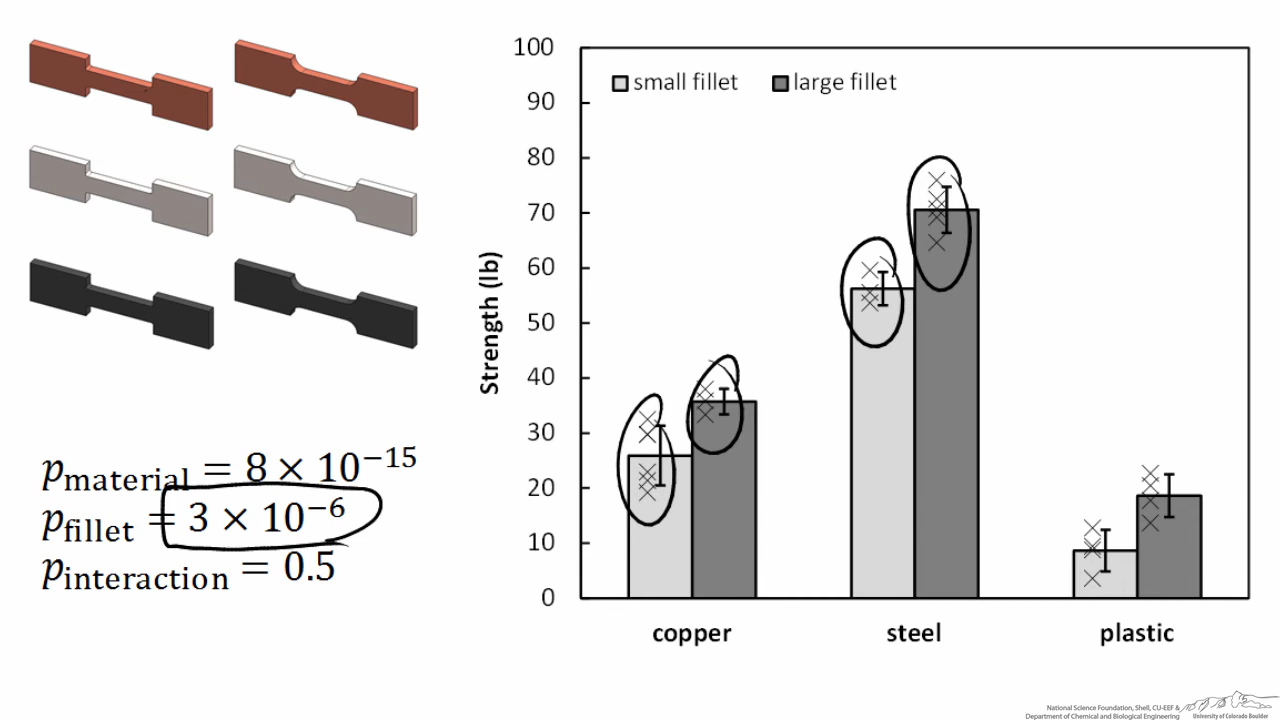 p_material = 8 × 10⁻¹⁵
p_fillet = 3 × 10⁻⁶
p_interaction = 0.5
Strength (lb)
100
90
80
70
60
50
40
30
20
10
0
small fillet large fillet
copper steel plastic
National Science Foundation, Shell, CU-EEF &
Department of Chemical and Biological Engineering
University of Colorado Boulder